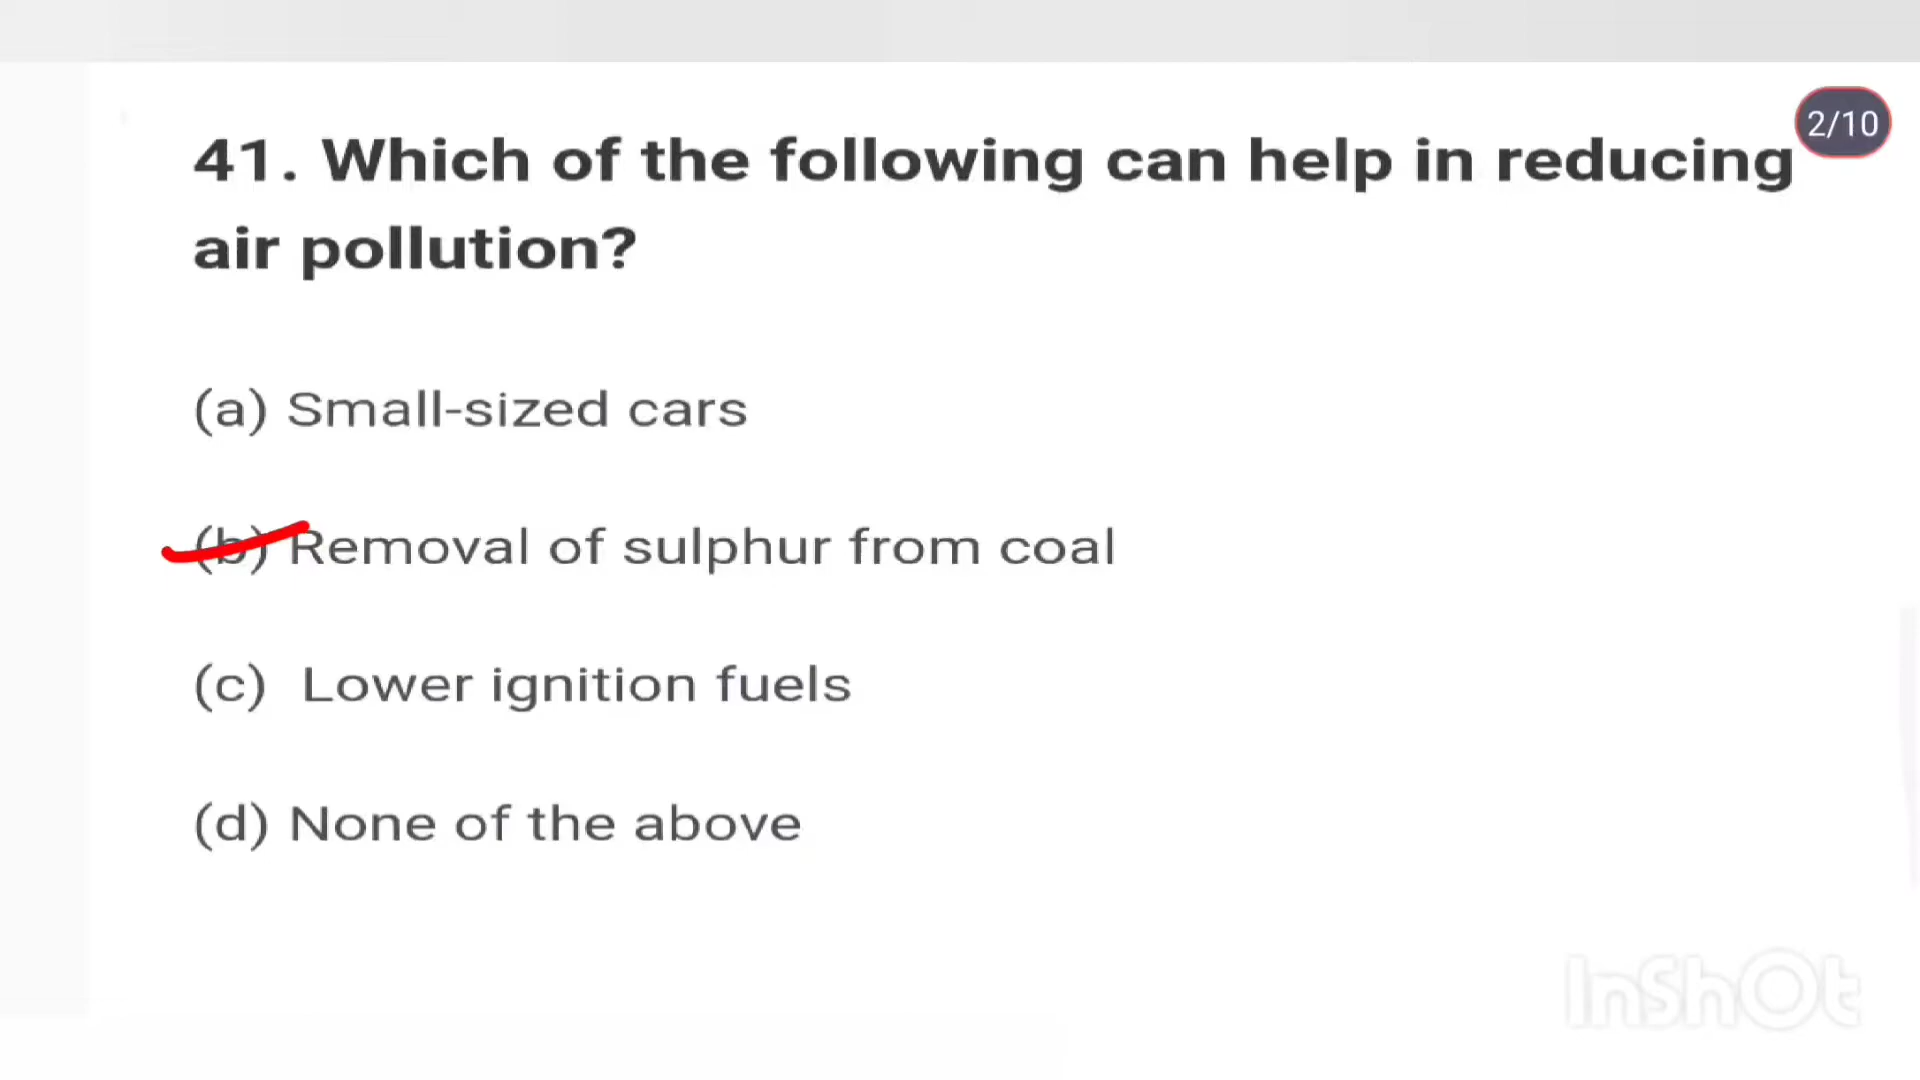 2/10
41. Which of the following can help in reducing
air pollution?
(a) Small-sized cars
(b) Removal of sulphur from coal
(c) Lower ignition fuels
(d) None of the above
InShOt